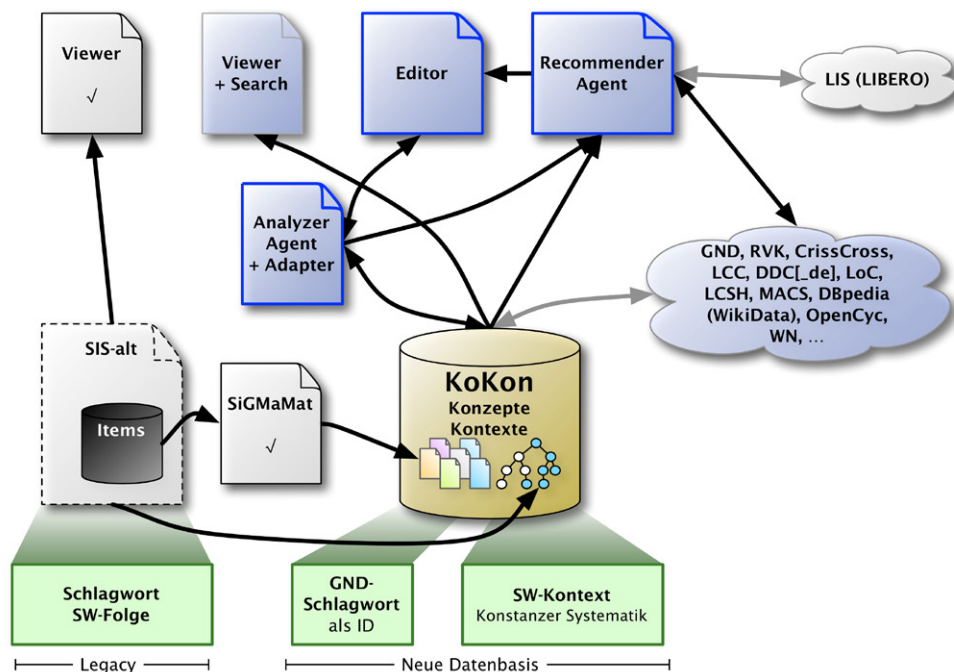 Viewer
√
Viewer
+ Search
Editor
Recommender
Agent
LIS (LIBERO)
Analyzer
Agent
+ Adapter
GND, RVK, CrissCross,
LCC, DDC[_de], LoC,
LCSH, MACS, DBpedia
(WikiData), OpenCyc,
WN, ...
SIS-alt
Items
SiGMaMat
√
KoKon
Konzepte
Kontexte
Schlagwort
SW-Folge
GND-
Schlagwort
als ID
SW-Kontext
Konstanzer Systematik
Legacy
Neue Datenbasis